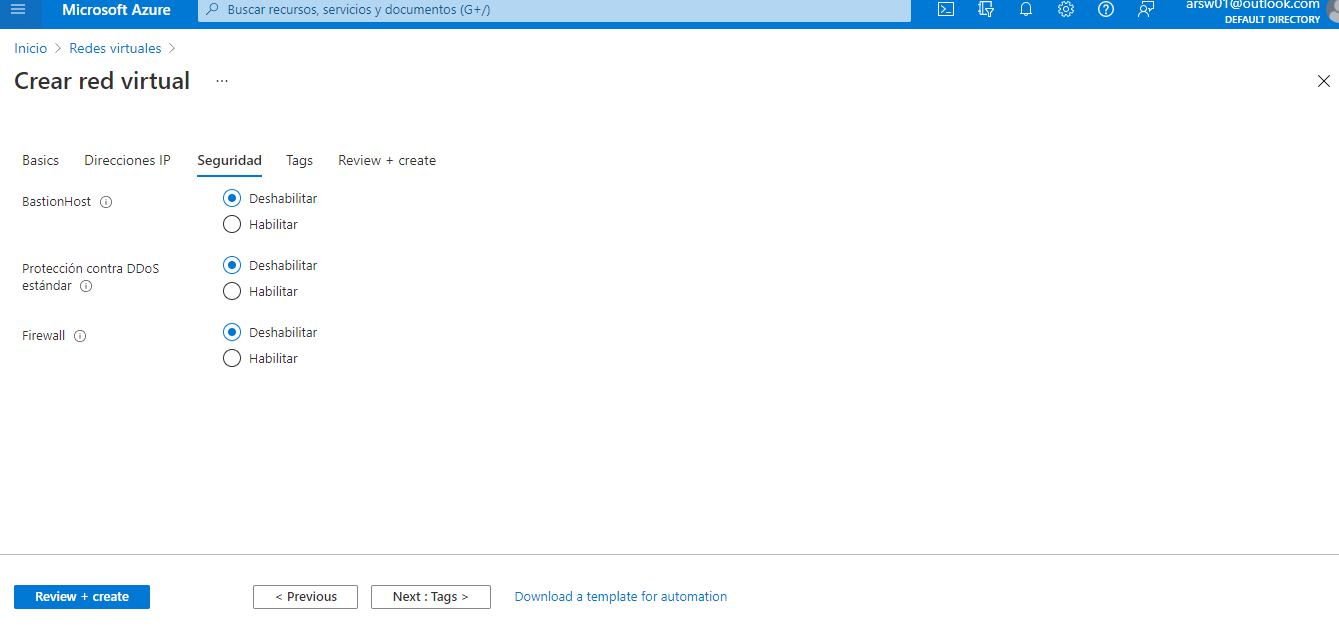 Microsoft Azure
Buscar recursos, servicios y documentos (G+/)
arsw01@outlook.com
DEFAULT DIRECTORY
Inicio > Redes virtuales >
Crear red virtual ...
Basics Direcciones IP Seguridad Tags Review + create
BastionHost
Deshabilitar
Habilitar
Protección contra DDoS
estándar
Deshabilitar
Habilitar
Firewall
Deshabilitar
Habilitar
Review + create < Previous Next : Tags > Download a template for automation